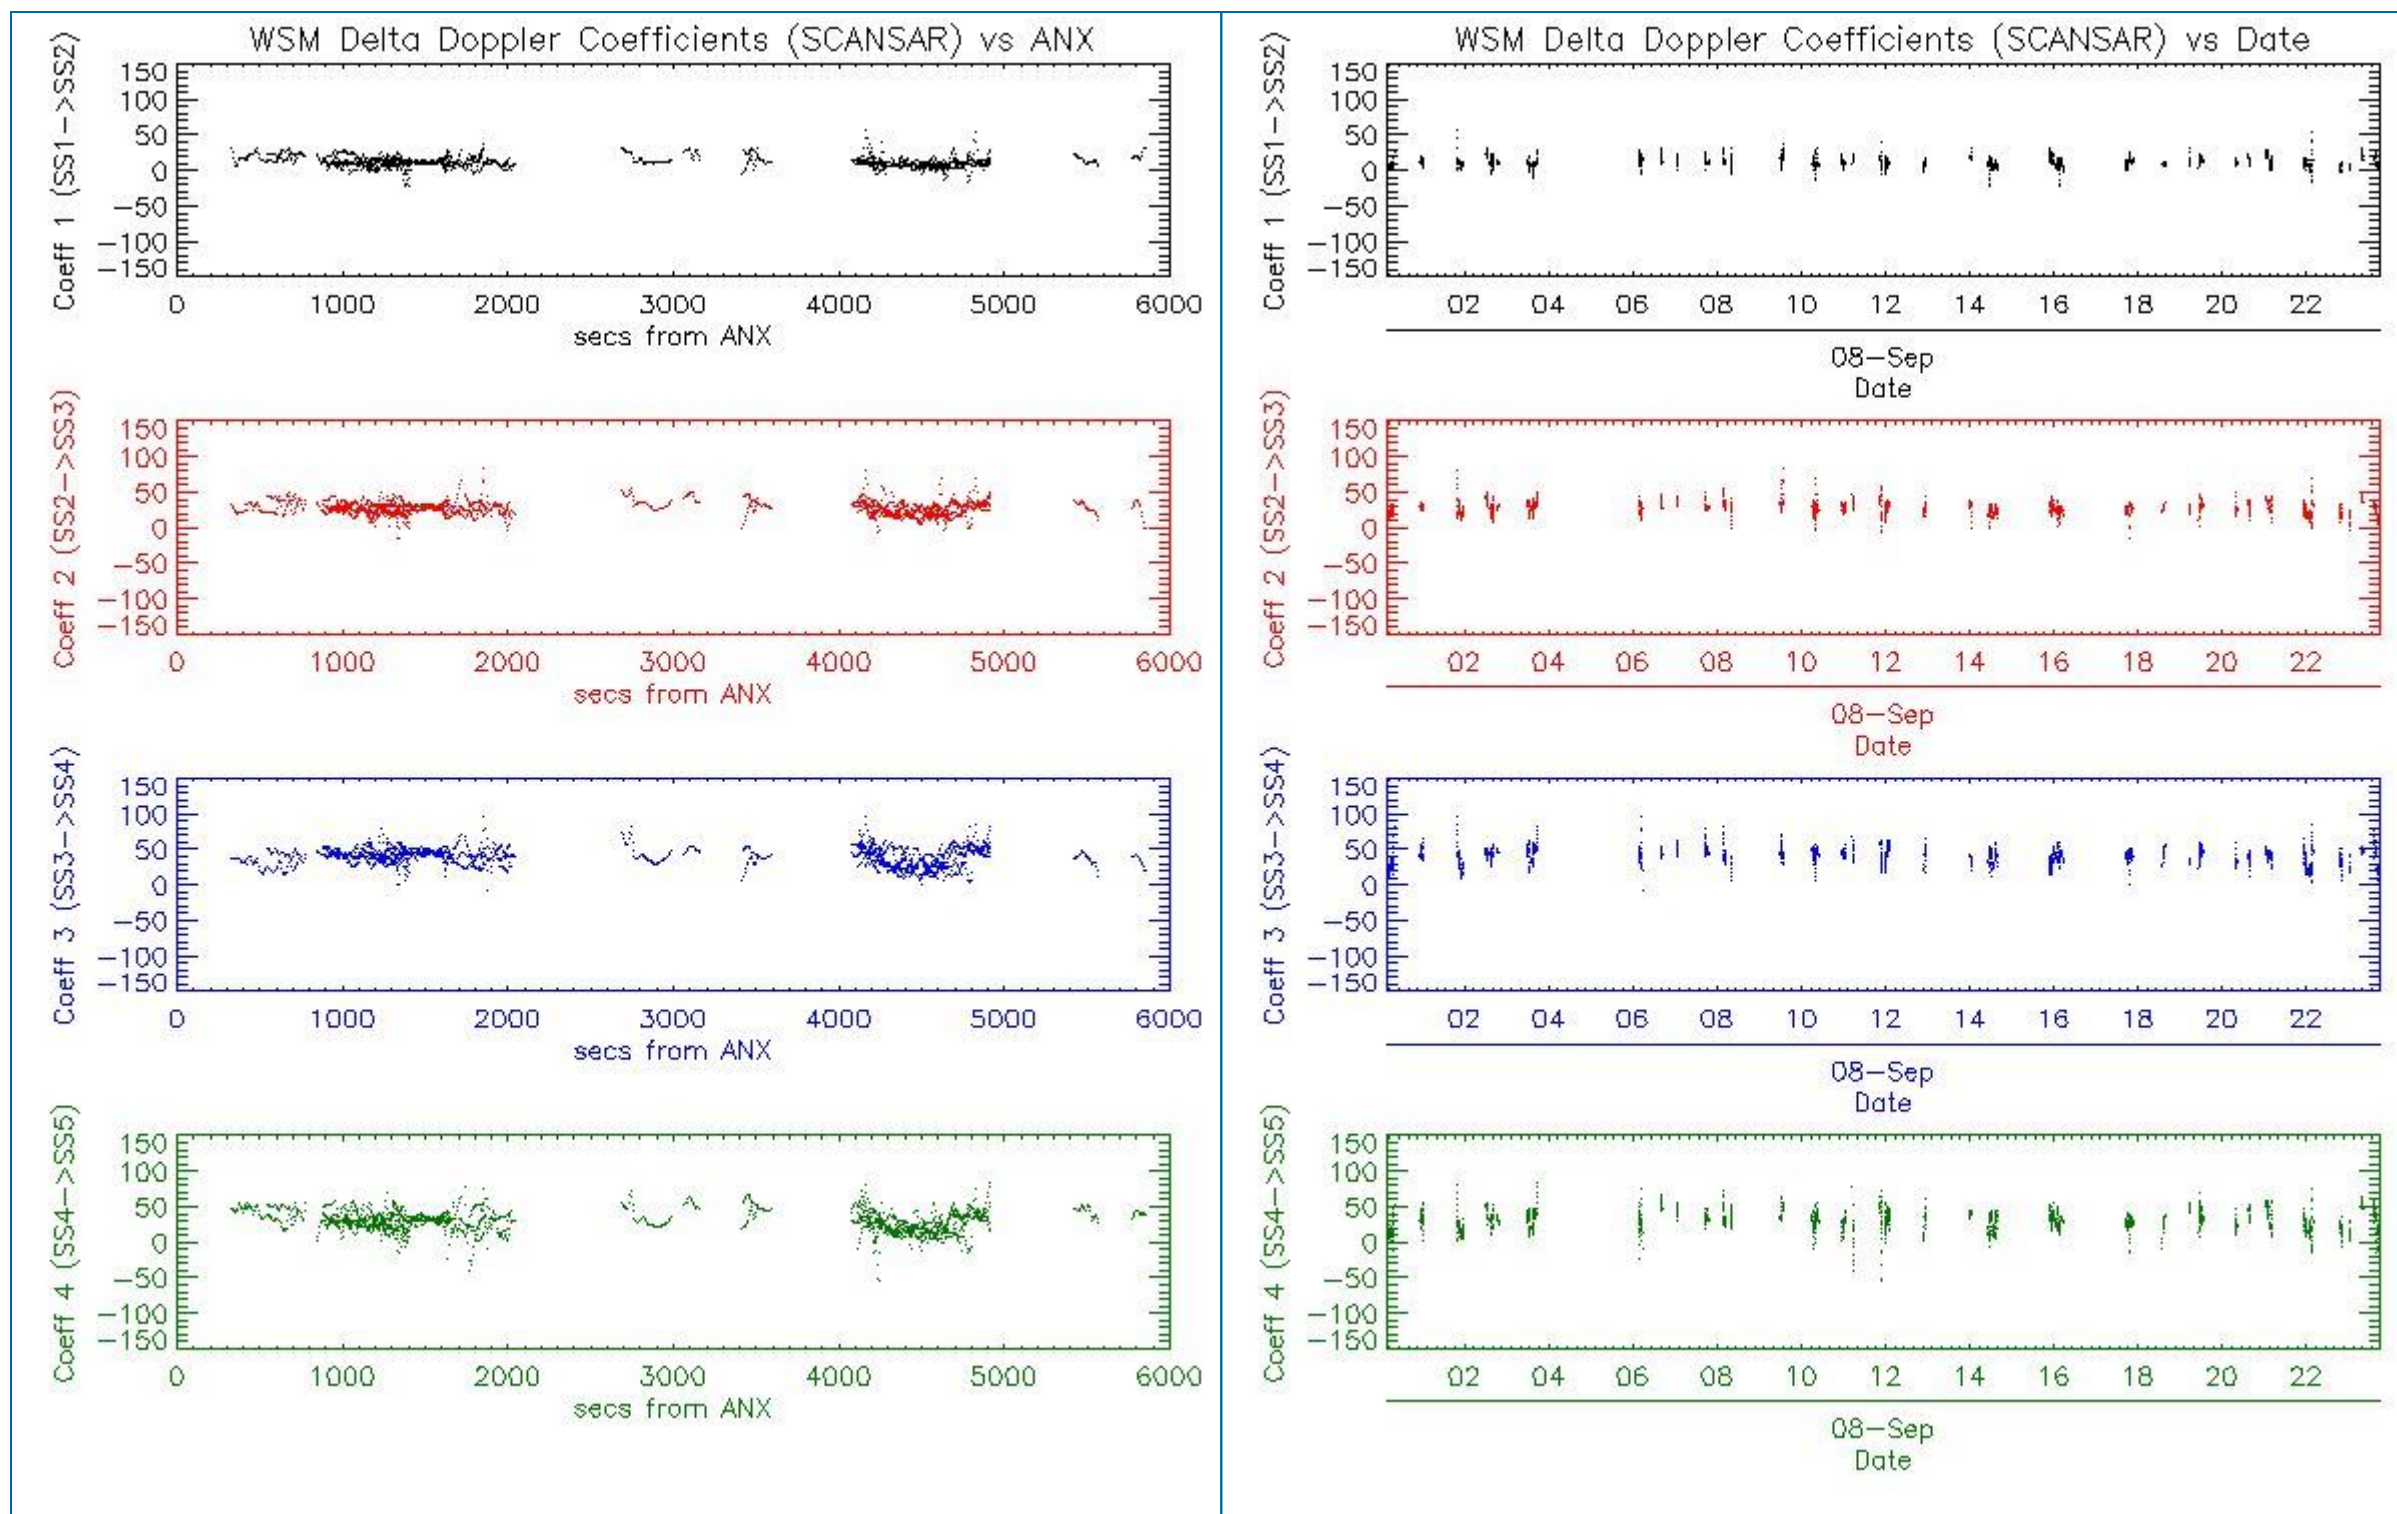 WSM Delta Doppler Coefficients (SCANSAR) vs ANX
Coeff 1 (SS1->SS2)
150
100
50
0
-50
-100
-150
0 1000 2000 3000 4000 5000 6000
secs from ANX
Coeff 2 (SS2->SS3)
150
100
50
0
-50
-100
-150
0 1000 2000 3000 4000 5000 6000
secs from ANX
Coeff 3 (SS3->SS4)
150
100
50
0
-50
-100
-150
0 1000 2000 3000 4000 5000 6000
secs from ANX
Coeff 4 (SS4->SS5)
150
100
50
0
-50
-100
-150
0 1000 2000 3000 4000 5000 6000
secs from ANX
WSM Delta Doppler Coefficients (SCANSAR) vs Date
Coeff 1 (SS1->SS2)
150
100
50
0
-50
-100
-150
02 04 06 08 10 12 14 16 18 20 22
08-Sep
Date
Coeff 2 (SS2->SS3)
150
100
50
0
-50
-100
-150
02 04 06 08 10 12 14 16 18 20 22
08-Sep
Date
Coeff 3 (SS3->SS4)
150
100
50
0
-50
-100
-150
02 04 06 08 10 12 14 16 18 20 22
08-Sep
Date
Coeff 4 (SS4->SS5)
150
100
50
0
-50
-100
-150
02 04 06 08 10 12 14 16 18 20 22
08-Sep
Date